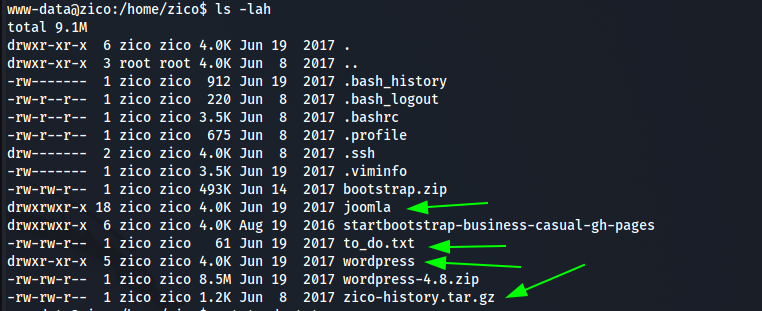 www-data@zico:/home/zico$ ls -lah
total 9.1M
drwxr-xr-x  6 zico zico 4.0K Jun 19  2017 .
drwxr-xr-x  3 root root 4.0K Jun  8  2017 ..
-rw-------  1 zico zico  912 Jun 19  2017 .bash_history
-rw-r--r--  1 zico zico  220 Jun  8  2017 .bash_logout
-rw-r--r--  1 zico zico 3.5K Jun  8  2017 .bashrc
-rw-r--r--  1 zico zico  675 Jun  8  2017 .profile
drw-------  2 zico zico 4.0K Jun  8  2017 .ssh
-rw-------  1 zico zico 3.5K Jun 19  2017 .viminfo
-rw-rw-r--  1 zico zico 493K Jun 14  2017 bootstrap.zip
drwxrwxr-x 18 zico zico 4.0K Jun 19  2017 joomla
drwxrwxr-x  6 zico zico 4.0K Aug 19  2016 startbootstrap-business-casual-gh-pages
-rw-rw-r--  1 zico zico   61 Jun 19  2017 to_do.txt
drwxr-xr-x  5 zico zico 4.0K Jun 19  2017 wordpress
-rw-rw-r--  1 zico zico 8.5M Jun 19  2017 wordpress-4.8.zip
-rw-rw-r--  1 zico zico 1.2K Jun  8  2017 zico-history.tar.gz